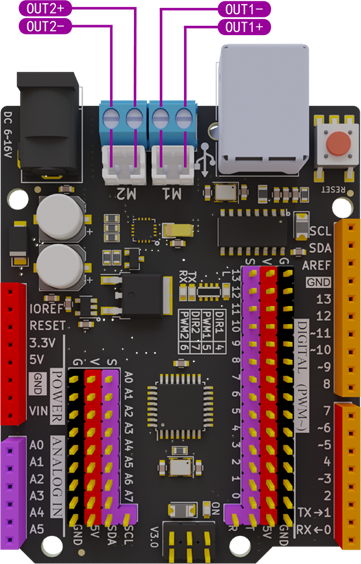 OUT2+
OUT1-
OUT2-
OUT1+
DC 6-16V
M2
M1
RESET
TX
RX
DIR1 4
PWM1 5
DIR2 7
PWM2 6
SCL
SDA
AREF
GND
13
12
~11
~10
~9
8
7
~6
~5
4
~3
2
TX→1
RX←0
DIGITAL (PWM~)
IOREF
RESET
3.3V
5V
GND
VIN
POWER
A0
A1
A2
A3
A4
A5
ANALOG IN
G
V
S
A0
A1
A2
A3
A4
A5
A6
A7
GND
5V
SDA
SCL
S
V
G
13
12
11
10
9
8
7
6
5
4
3
2
1
0
R
T
5V
GND
V3.0
ON